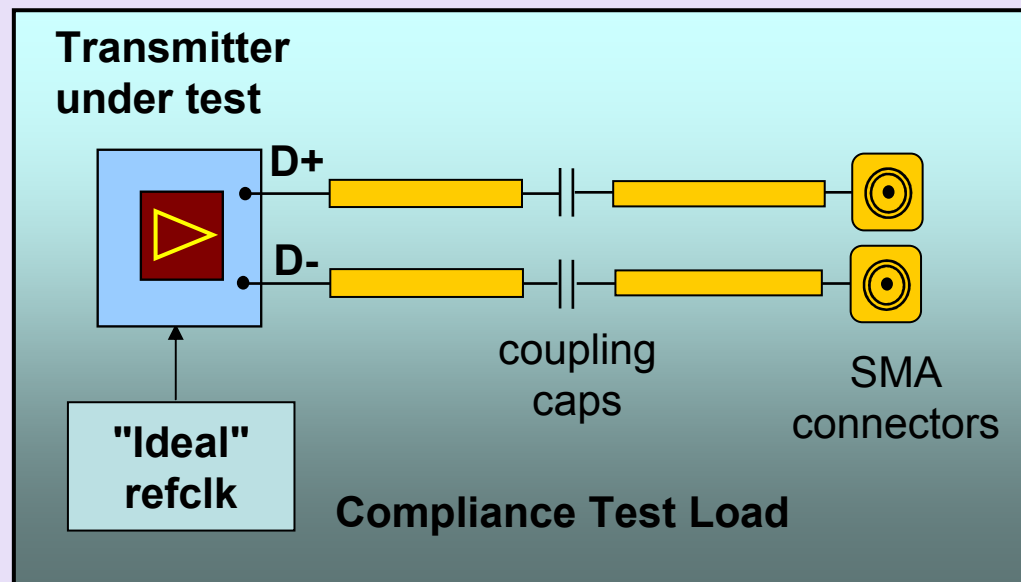 Transmitter
under test
D+
D-
coupling
caps
SMA
connectors
"Ideal"
refclk
Compliance Test Load